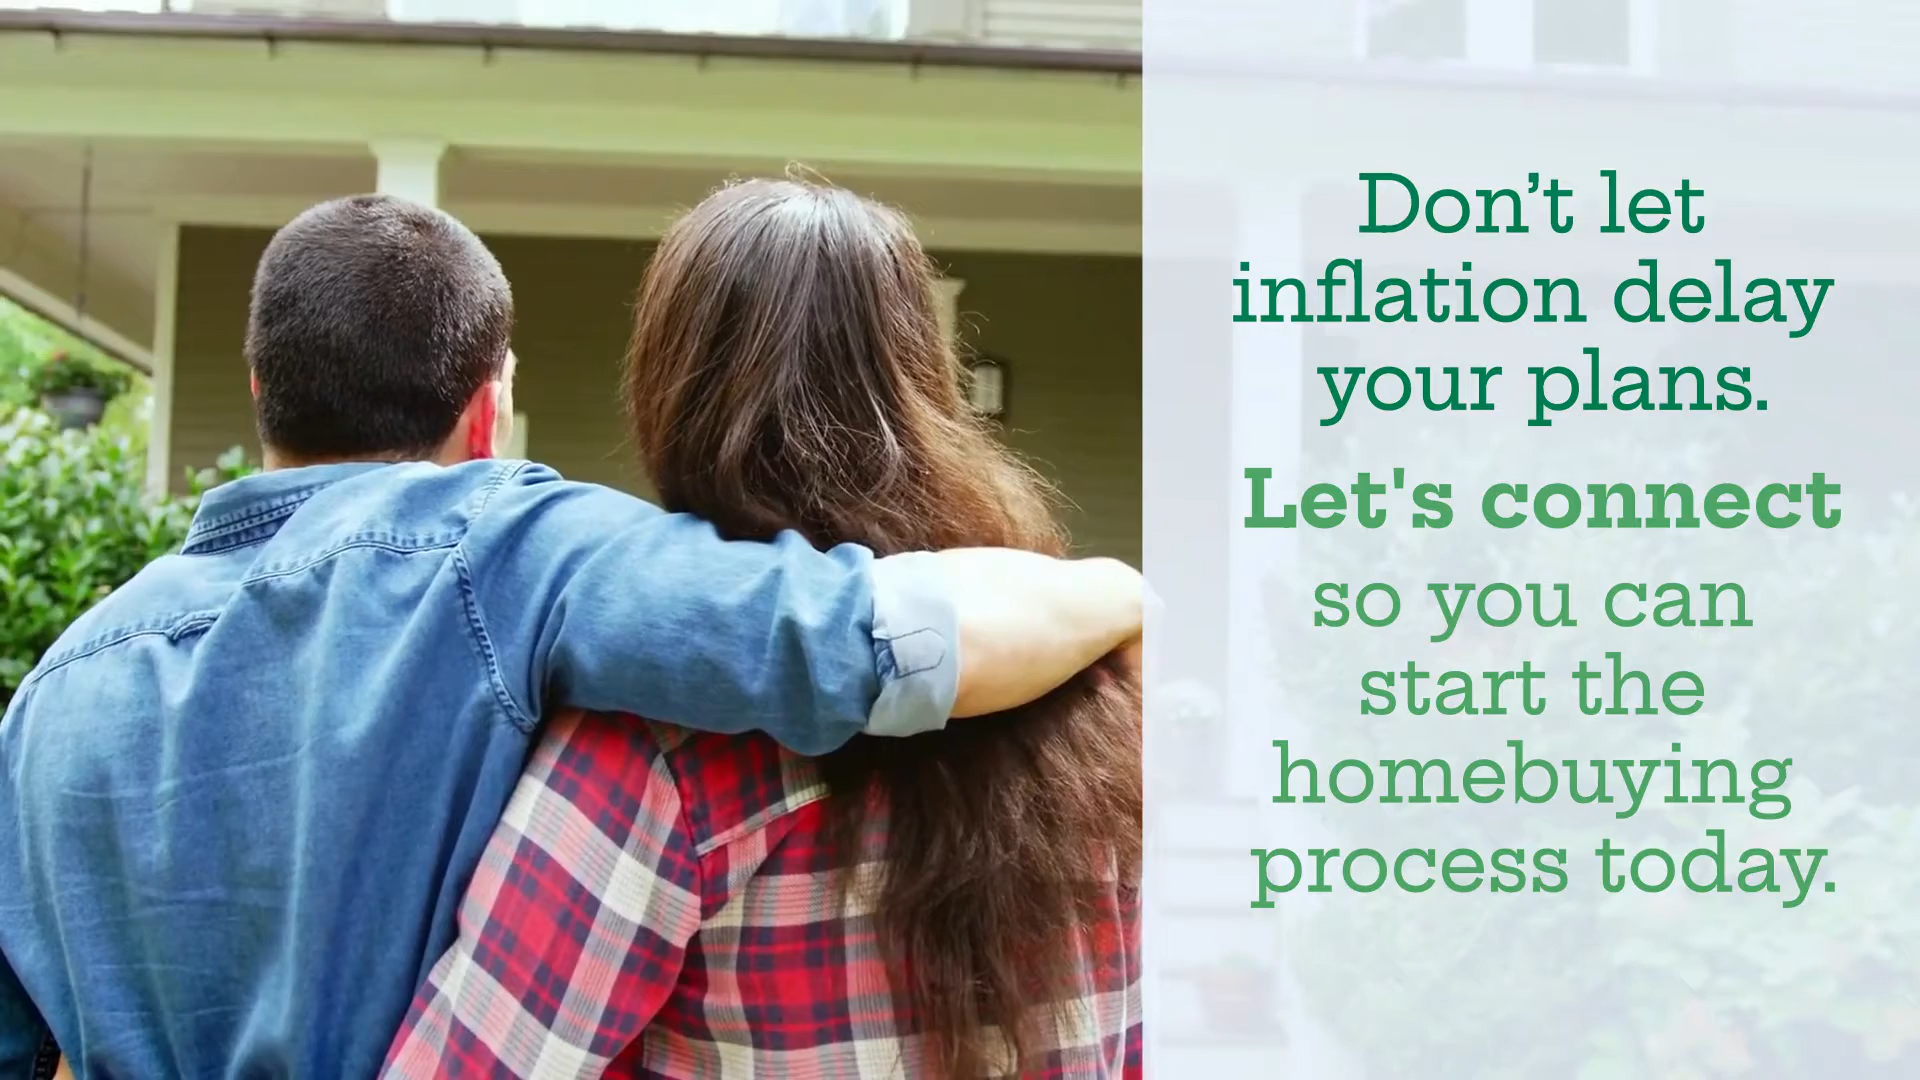 Don’t let
inflation delay
your plans.
Let's connect
so you can
start the
homebuying
process today.